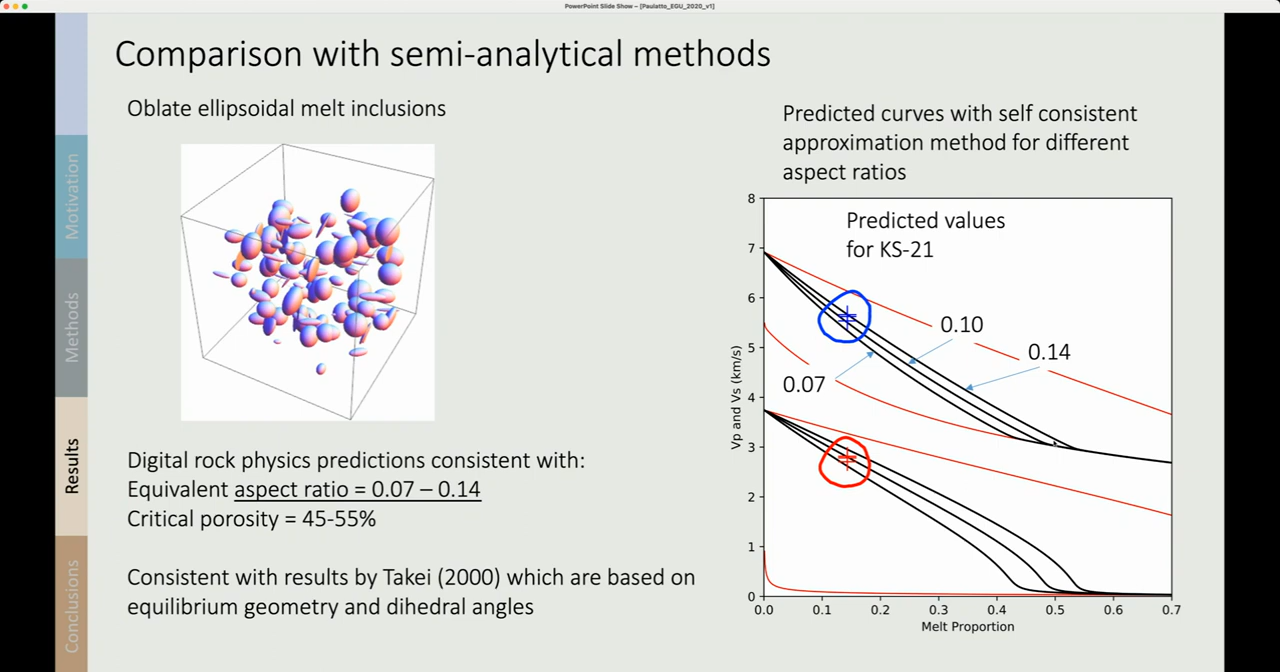 PowerPoint Slide Show - [Paulatto_EGU_2020_v1]
Comparison with semi-analytical methods
Oblate ellipsoidal melt inclusions
Motivation
Methods
Results
Conclusions
Digital rock physics predictions consistent with:
Equivalent aspect ratio = 0.07 – 0.14
Critical porosity = 45-55%
Consistent with results by Takei (2000) which are based on
equilibrium geometry and dihedral angles
Predicted curves with self consistent
approximation method for different
aspect ratios
Predicted values
for KS-21
0.10
0.14
0.07
Vp and Vs (km/s)
8
7
6
5
4
3
2
1
0
0.0 0.1 0.2 0.3 0.4 0.5 0.6 0.7
Melt Proportion